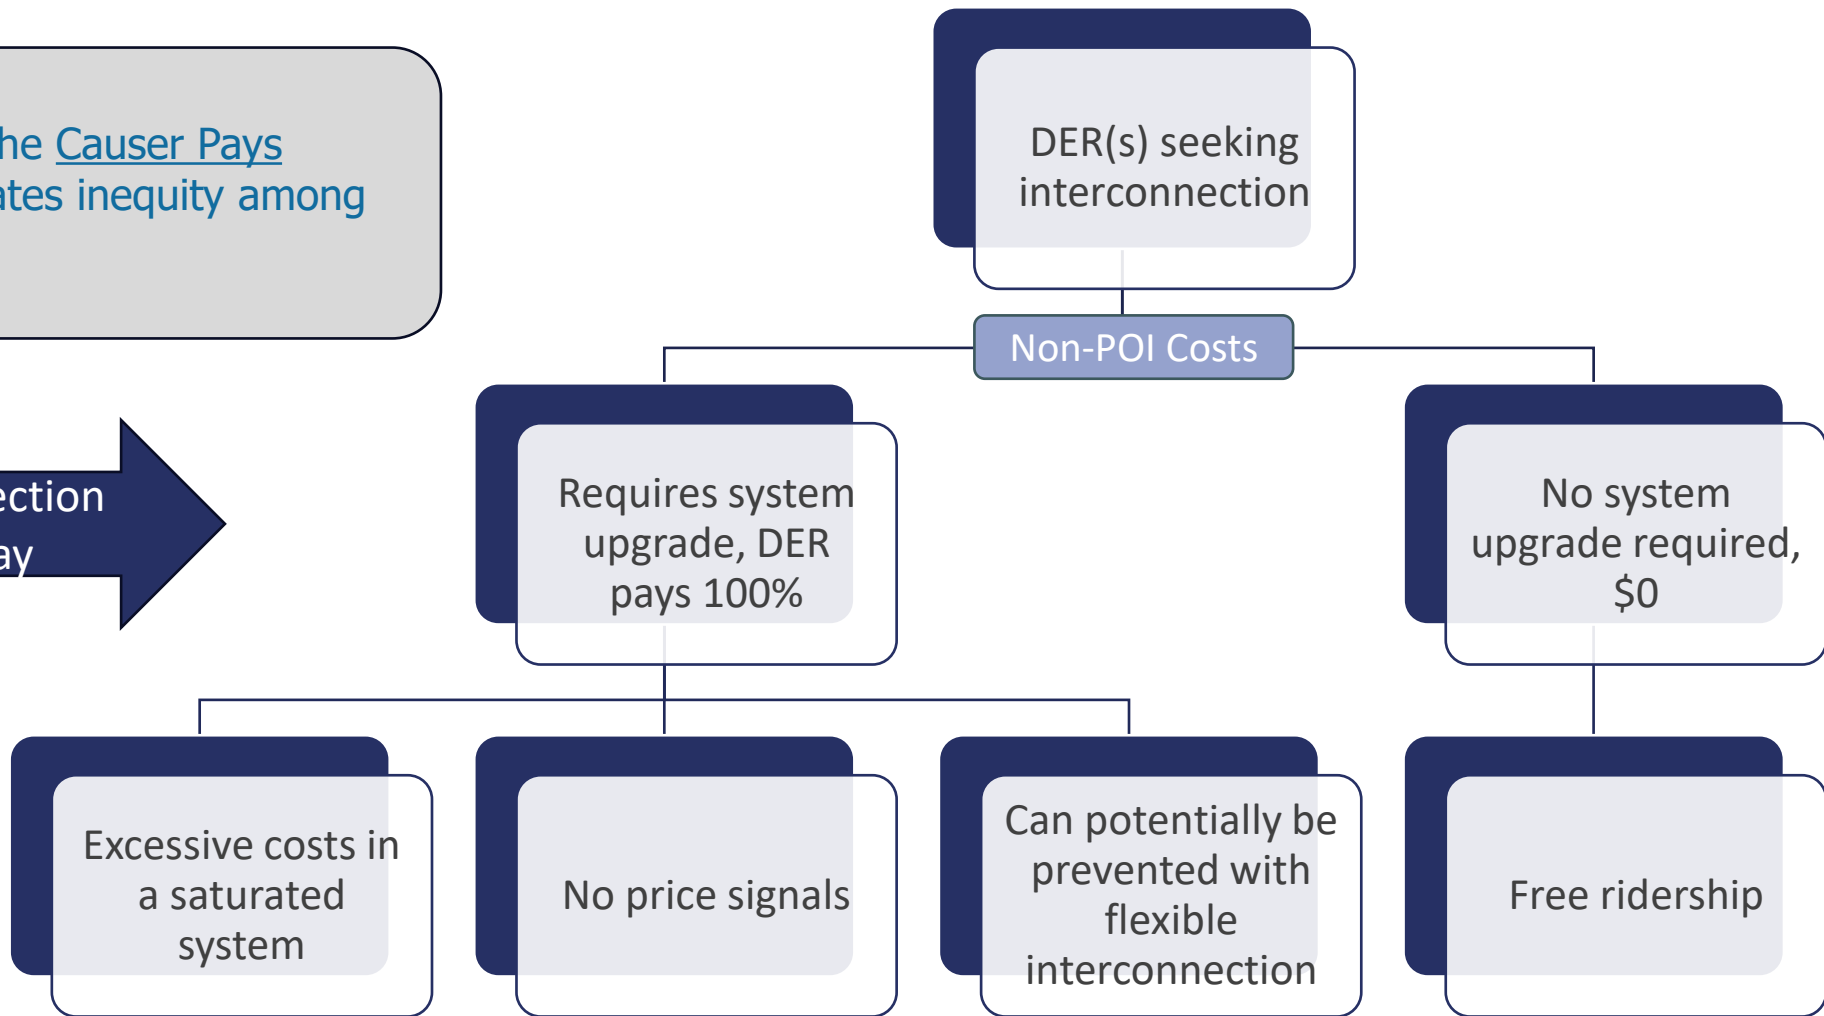 he Causer Pays
ates inequity among
DER(s) seeking
interconnection
Non-POI Costs
ection
ay
Requires system
upgrade, DER
pays 100%
No system
upgrade required,
$0
Excessive costs in
a saturated
system
No price signals
Can potentially be
prevented with
flexible
interconnection
Free ridership